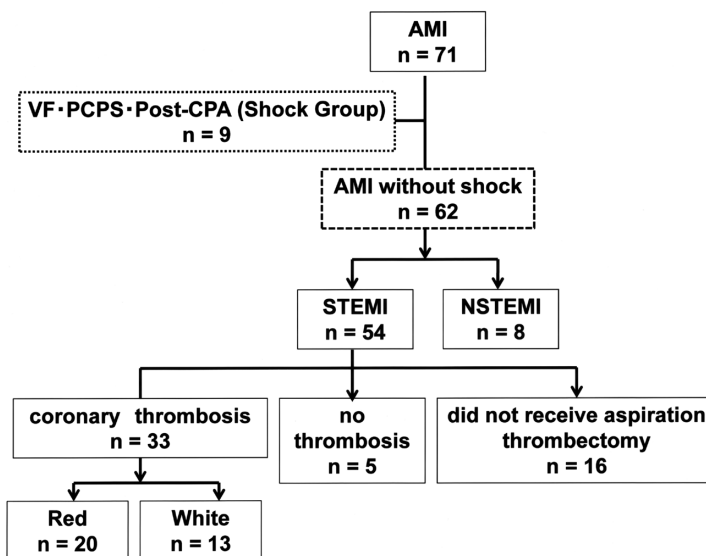 AMI
n = 71
VF・PCPS・Post-CPA (Shock Group)
n = 9
AMI without shock
n = 62
STEMI
n = 54
NSTEMI
n = 8
coronary thrombosis
n = 33
no
thrombosis
n = 5
did not receive aspiration
thrombectomy
n = 16
Red
n = 20
White
n = 13